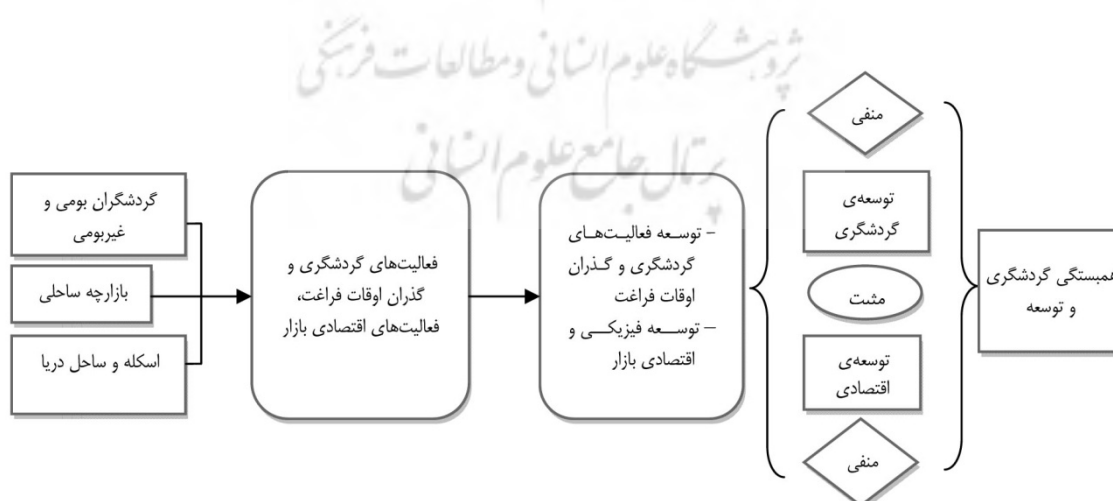 پژوهشگاه علوم انسانی و مطالعات فرهنگی
پرتال جامع علوم انسانی
گردشگران بومی و
غیربومی
بازارچه ساحلی
اسکله و ساحل دریا
فعالیت‌های گردشگری و
گذران اوقات فراغت،
فعالیت‌های اقتصادی بازار
– توسعه فعالیت‌های
گردشگری و گذران
اوقات فراغت
– توسعه فیزیکی و
اقتصادی بازار
منفی
توسعه‌ی
گردشگری
مثبت
توسعه‌ی
اقتصادی
منفی
همبستگی گردشگری
و توسعه